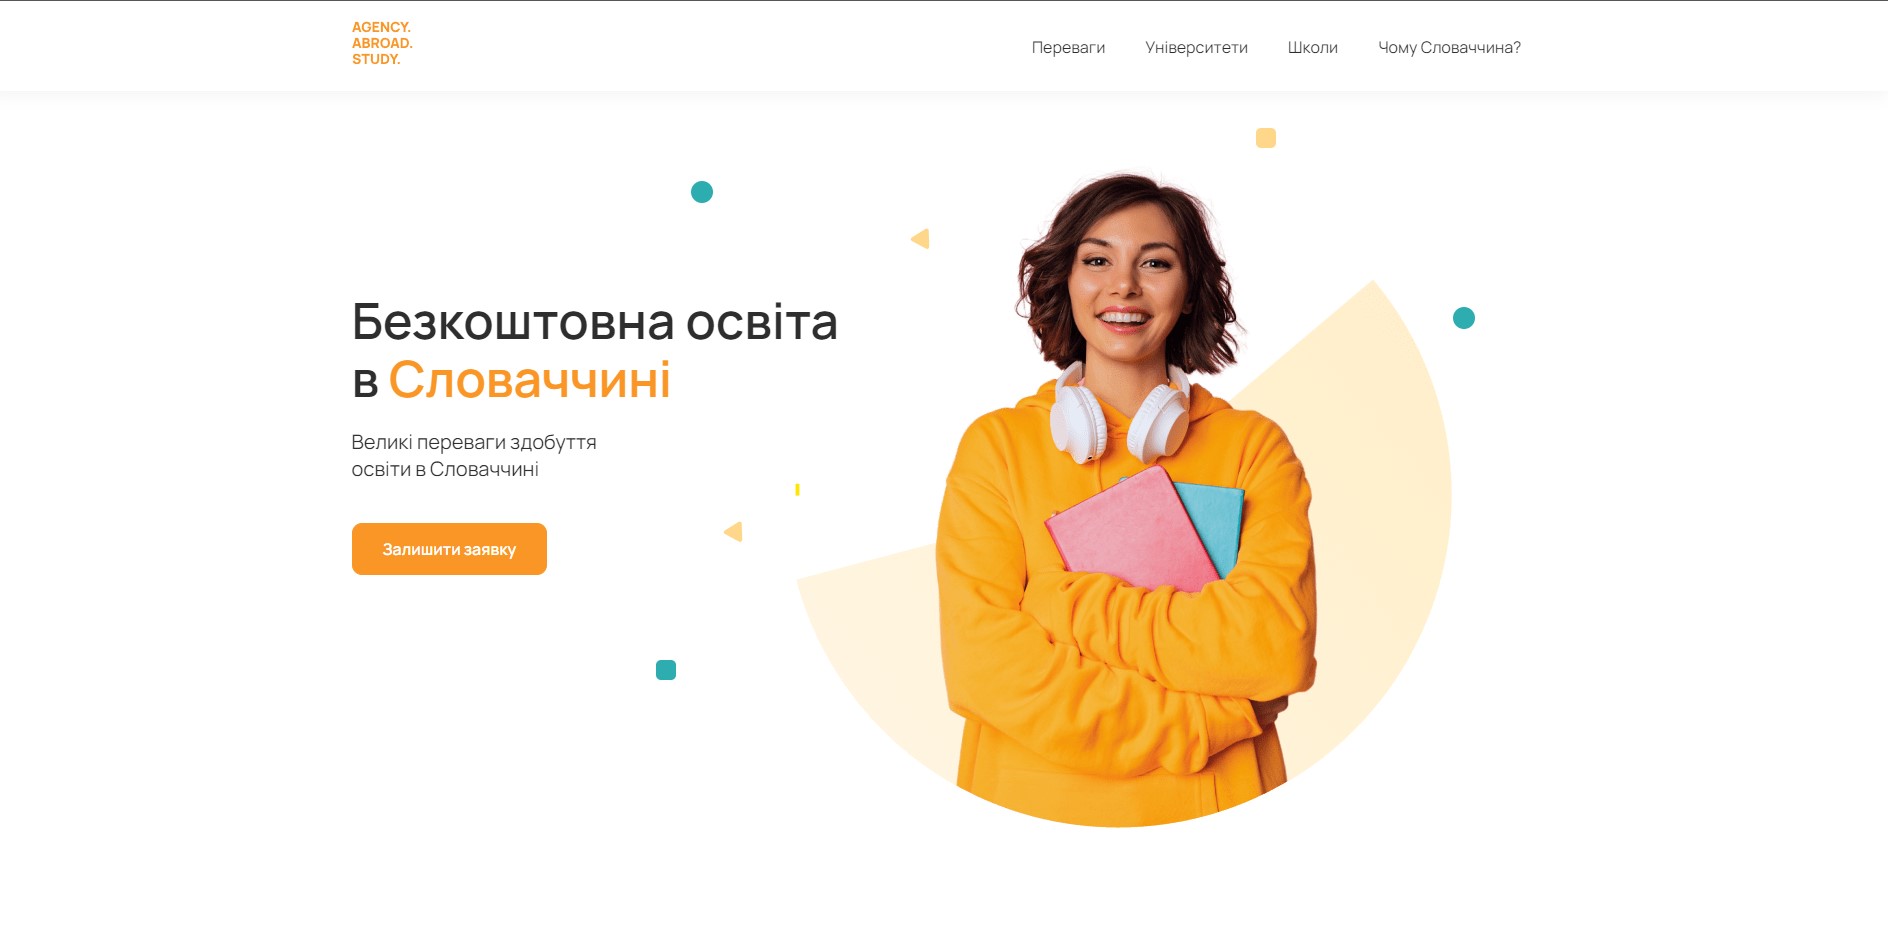 AGENCY.
ABROAD.
STUDY.
Переваги
Університети
Школи
Чому Словаччина?
Безкоштовна освіта
в Словаччині
Великі переваги здобуття
освіти в Словаччині
Залишити заявку